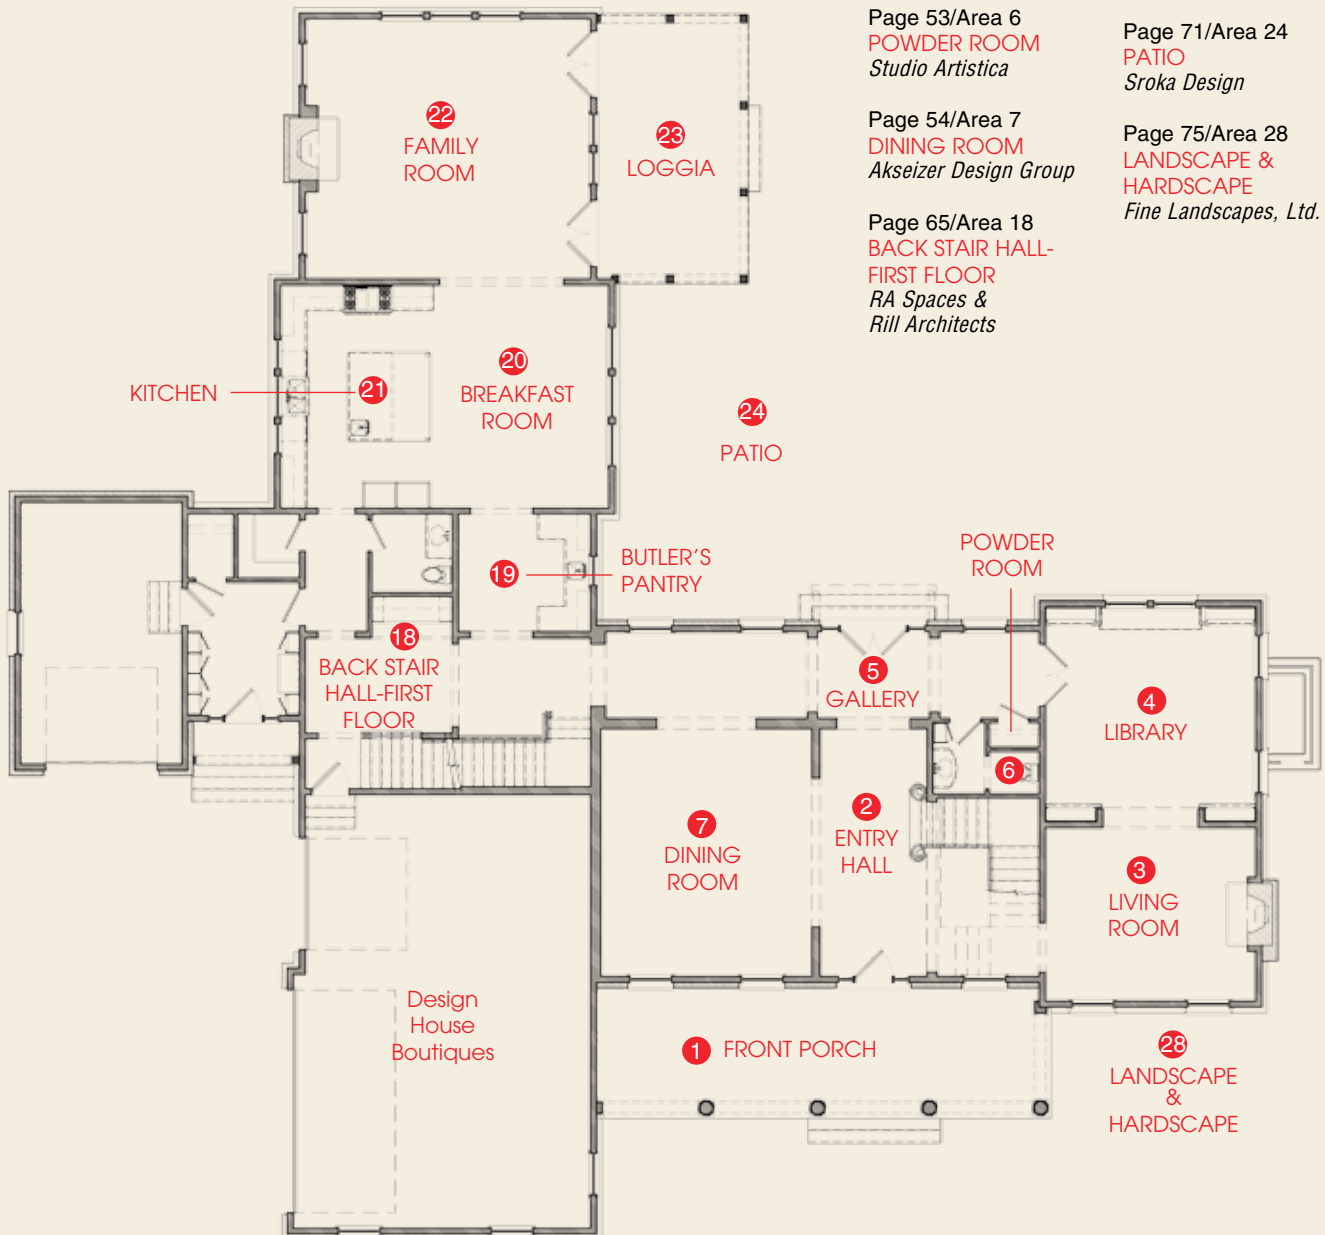 Page 53/Area 6
POWDER ROOM
Studio Artistica
Page 54/Area 7
DINING ROOM
Akseizer Design Group
Page 65/Area 18
BACK STAIR HALL-
FIRST FLOOR
RA Spaces &
Rill Architects
Page 71/Area 24
PATIO
Sroka Design
Page 75/Area 28
LANDSCAPE &
HARDSCAPE
Fine Landscapes, Ltd.
22
FAMILY
ROOM
23
LOGGIA
KITCHEN
21
20
BREAKFAST
ROOM
24
PATIO
19
BUTLER'S
PANTRY
POWDER
ROOM
18
BACK STAIR
HALL-FIRST
FLOOR
5
GALLERY
4
LIBRARY
6
7
DINING
ROOM
2
ENTRY
HALL
3
LIVING
ROOM
Design
House
Boutiques
1 FRONT PORCH
28
LANDSCAPE
&
HARDSCAPE